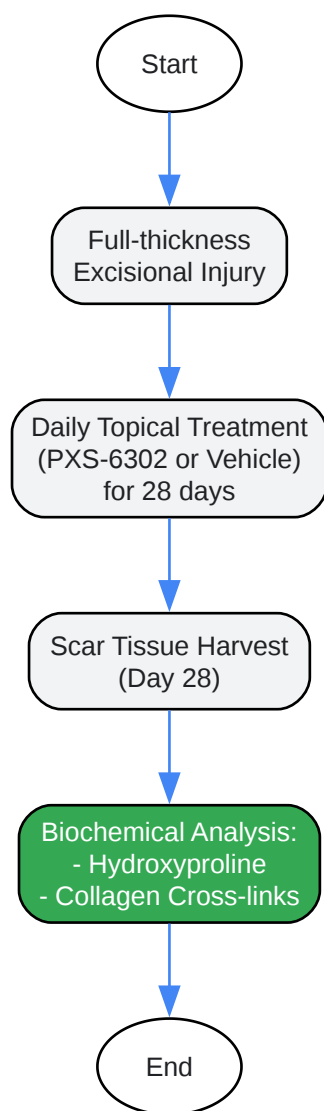 Start
Full-thickness
Excisional Injury
Daily Topical Treatment
(PXS-6302 or Vehicle)
for 28 days
Scar Tissue Harvest
(Day 28)
Biochemical Analysis:
- Hydroxyproline
- Collagen Cross-links
End